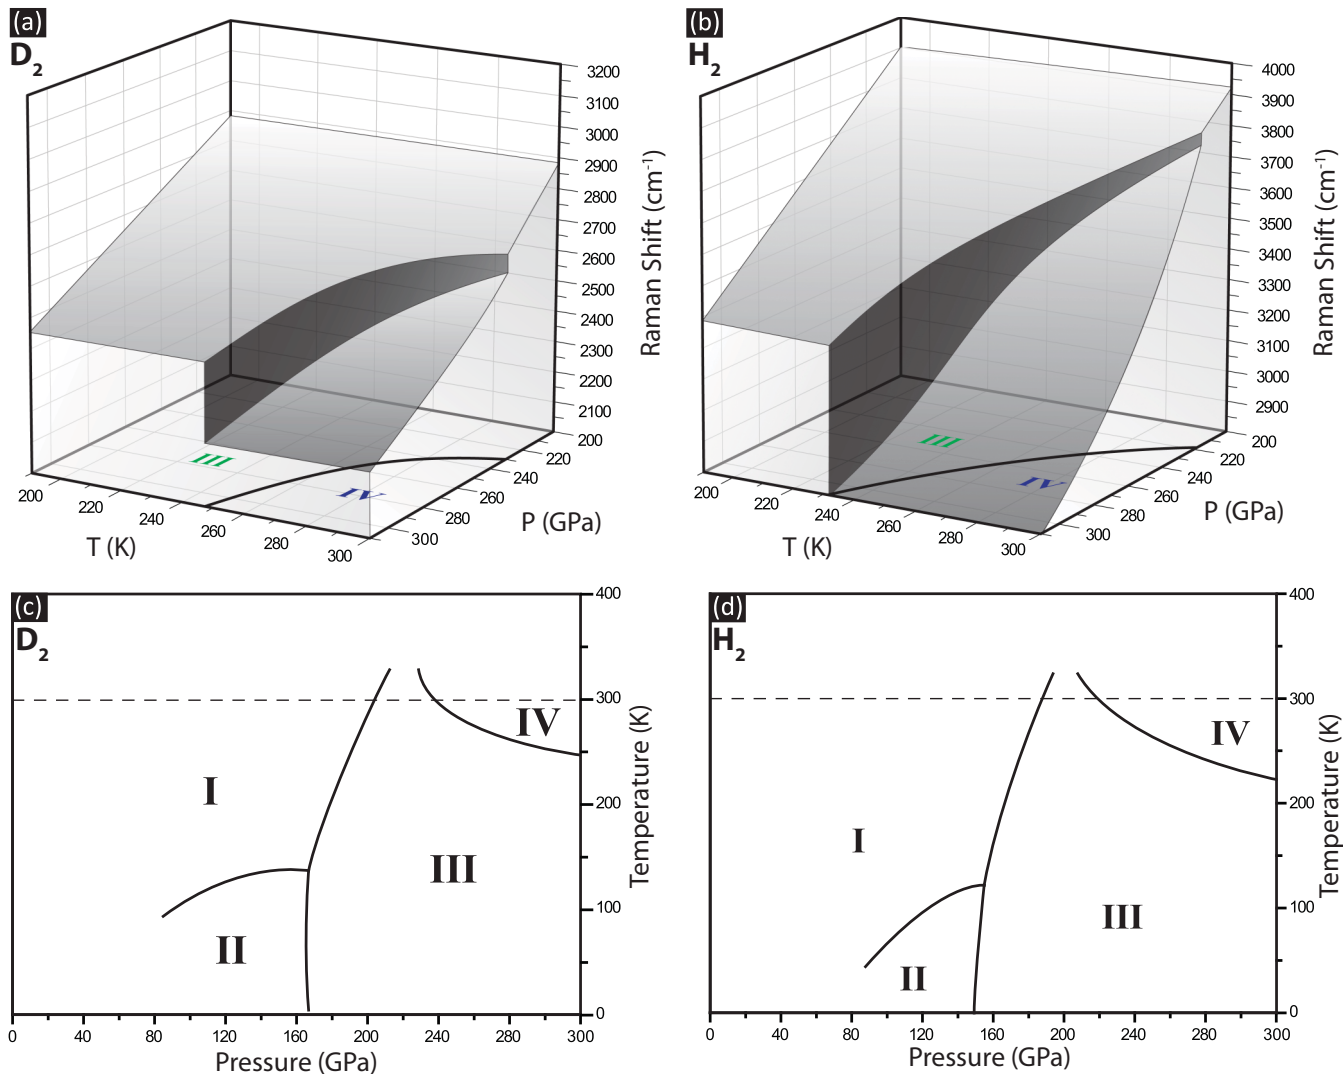 (a)
D2
3200
3100
3000
2900
2800
2700
2600
2500
2400
2300
2200
2100
200
220
240
260
280
300
Raman Shift (cm-1)
P (GPa)
200
220
240
260
280
300
T (K)
III
IV
(b)
H2
4000
3900
3800
3700
3600
3500
3400
3300
3200
3100
3000
2900
200
220
240
260
280
300
Raman Shift (cm-1)
P (GPa)
200
220
240
260
280
300
T (K)
III
IV
(c)
D2
400
300
200
100
0
Temperature (K)
I
II
III
IV
0 40 80 120 160 200 240 280 300
Pressure (GPa)
(d)
H2
400
300
200
100
0
Temperature (K)
I
II
III
IV
0 40 80 120 160 200 240 300
Pressure (GPa)